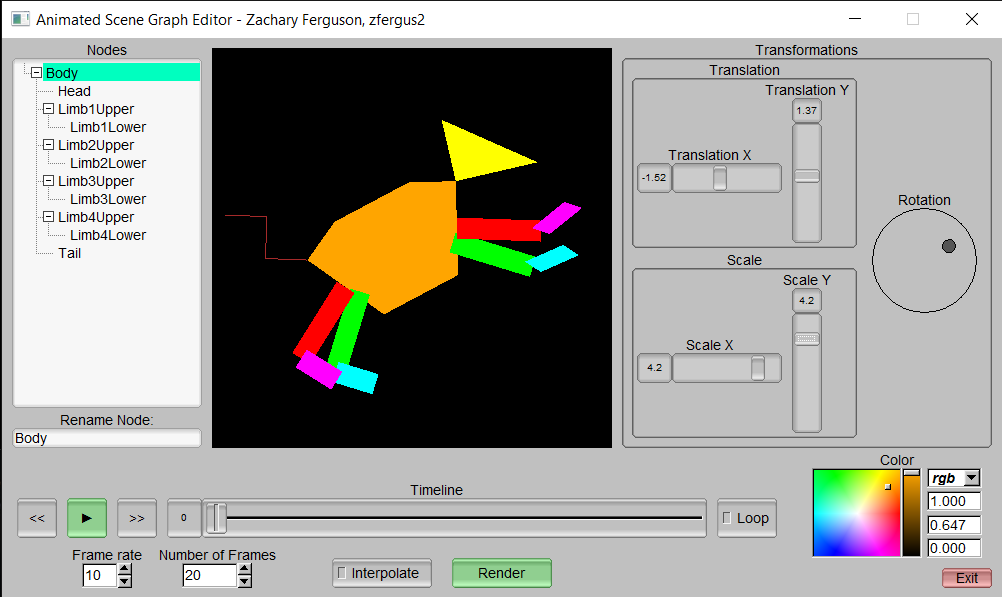 Animated Scene Graph Editor - Zachary Ferguson, zfergus2
Nodes
Body
Head
Limb1Upper
Limb1Lower
Limb2Upper
Limb2Lower
Limb3Upper
Limb3Lower
Limb4Upper
Limb4Lower
Tail
Rename Node:
Body
Transformations
Translation
Translation Y
1.37
Translation X
-1.52
Scale
Scale Y
4.2
Scale X
4.2
Rotation
Color
rgb
1.000
0.647
0.000
Timeline
<< ▶ >> 0
Loop
Frame rate
10
Number of Frames
20
Interpolate
Render
Exit